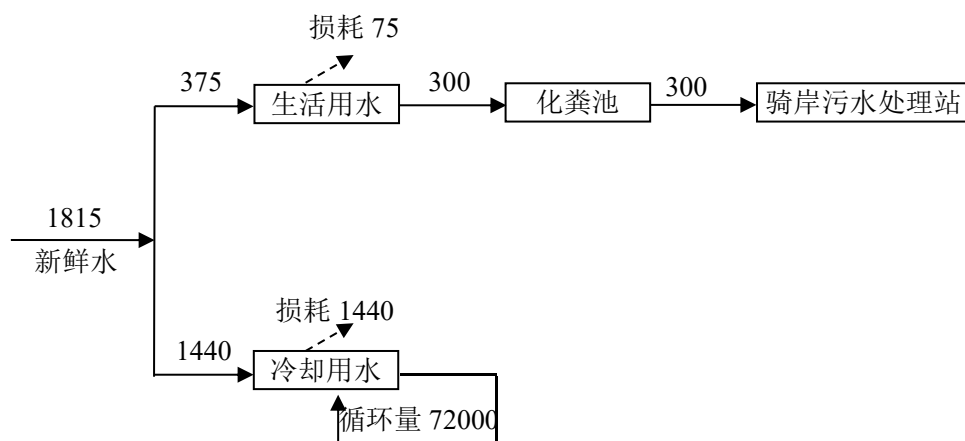 损耗 75
375
生活用水
300
化粪池
300
骑岸污水处理站
1815
新鲜水
损耗 1440
1440
冷却用水
循环量 72000